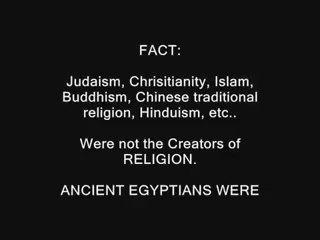 FACT:
Judaism, Chrisitianity, Islam,
Buddhism, Chinese traditional
religion, Hinduism, etc..
Were not the Creators of
RELIGION.
ANCIENT EGYPTIANS WERE